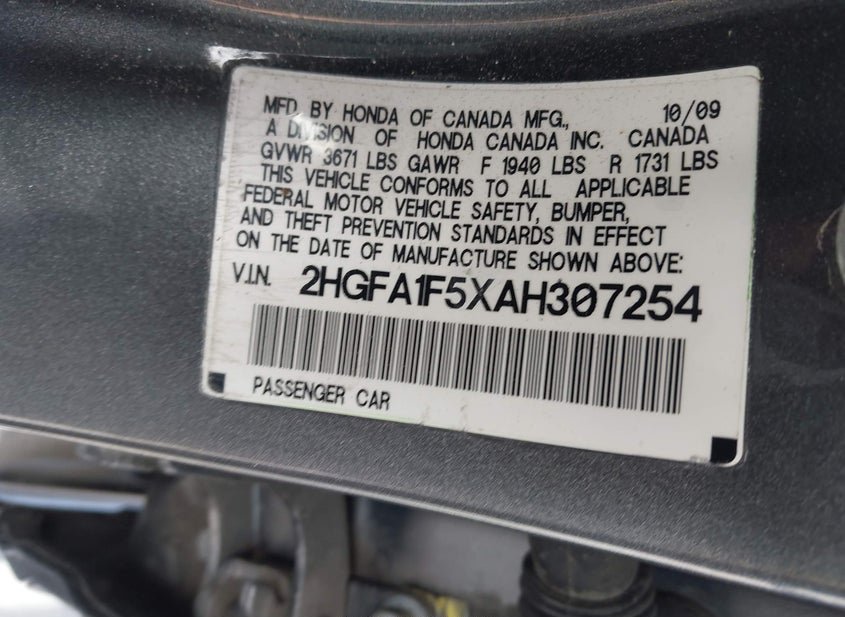 MFD. BY HONDA OF CANADA MFG., 10/09
A DIVISION OF HONDA CANADA INC. CANADA
GVWR 3671 LBS GAWR F 1940 LBS R 1731 LBS
THIS VEHICLE CONFORMS TO ALL APPLICABLE
FEDERAL MOTOR VEHICLE SAFETY, BUMPER,
AND THEFT PREVENTION STANDARDS IN EFFECT
ON THE DATE OF MANUFACTURE SHOWN ABOVE:
V.I.N. 2HGFA1F5XAH307254
PASSENGER CAR